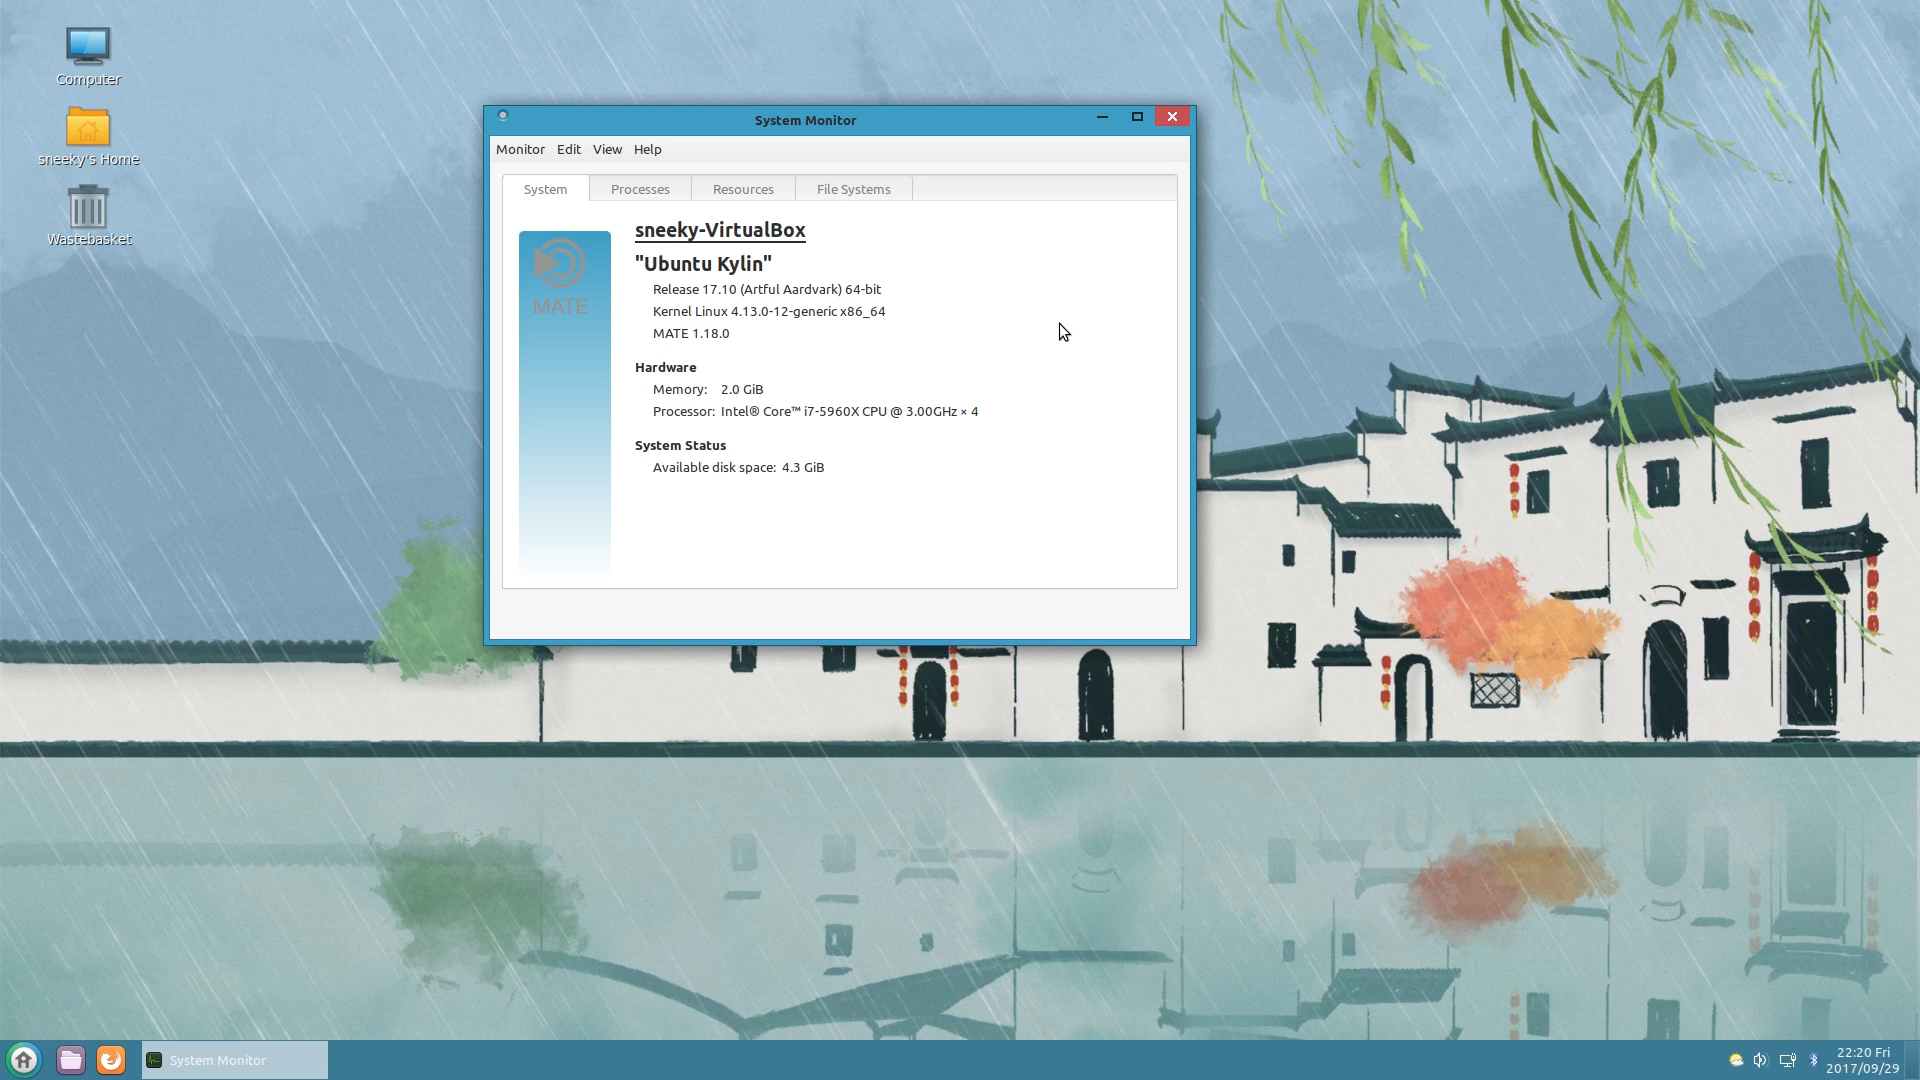 Computer
sneeky's Home
Wastebasket
System Monitor
Monitor Edit View Help
System Processes Resources File Systems
MATE
sneeky-VirtualBox
"Ubuntu Kylin"
Release 17.10 (Artful Aardvark) 64-bit
Kernel Linux 4.13.0-12-generic x86_64
MATE 1.18.0
Hardware
Memory: 2.0 GiB
Processor: Intel® Core™ i7-5960X CPU @ 3.00GHz × 4
System Status
Available disk space: 4.3 GiB
System Monitor
22:20 Fri
2017/09/29